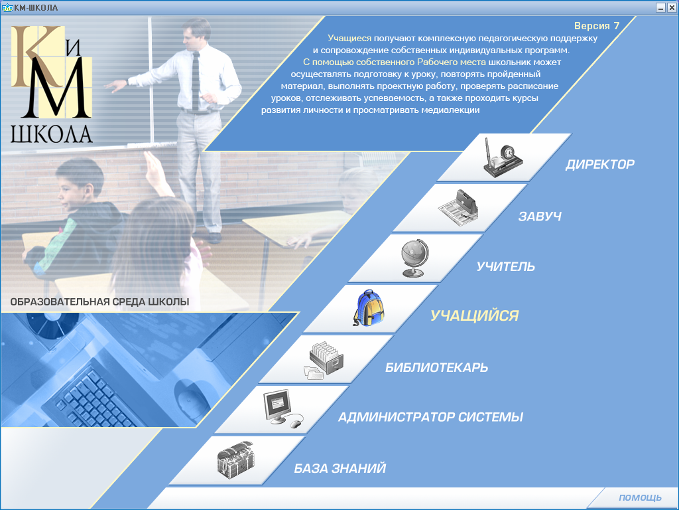 КМ-ШКОЛА
Версия 7
Учащиеся получают комплексную педагогическую поддержку
и сопровождение собственных индивидуальных программ.
С помощью собственного Рабочего места школьник может
осуществлять подготовку к уроку, повторять пройденный
материал, выполнять проектную работу, проверять расписание
уроков, отслеживать успеваемость, а также проходить курсы
развития личности и просматривать медиалекции
К и
М
ШКОЛА
ОБРАЗОВАТЕЛЬНАЯ СРЕДА ШКОЛЫ
ДИРЕКТОР
ЗАВУЧ
УЧИТЕЛЬ
УЧАЩИЙСЯ
БИБЛИОТЕКАРЬ
АДМИНИСТРАТОР СИСТЕМЫ
БАЗА ЗНАНИЙ
ПОМОЩЬ